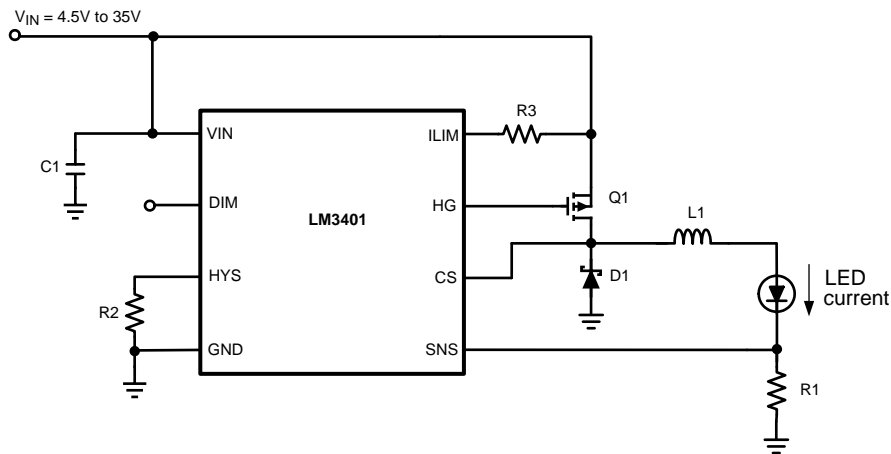 VIN = 4.5V to 35V
R3
VIN
ILIM
C1
Q1
DIM
HG
L1
LM3401
HYS
CS
D1
LED
current
R2
GND
SNS
R1